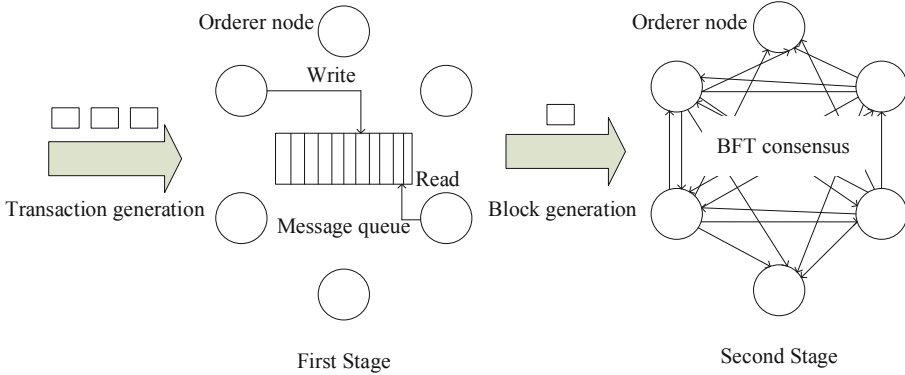 Orderer node
Write
Read
Transaction generation
Message queue
First Stage
Block generation
Orderer node
BFT consensus
Second Stage